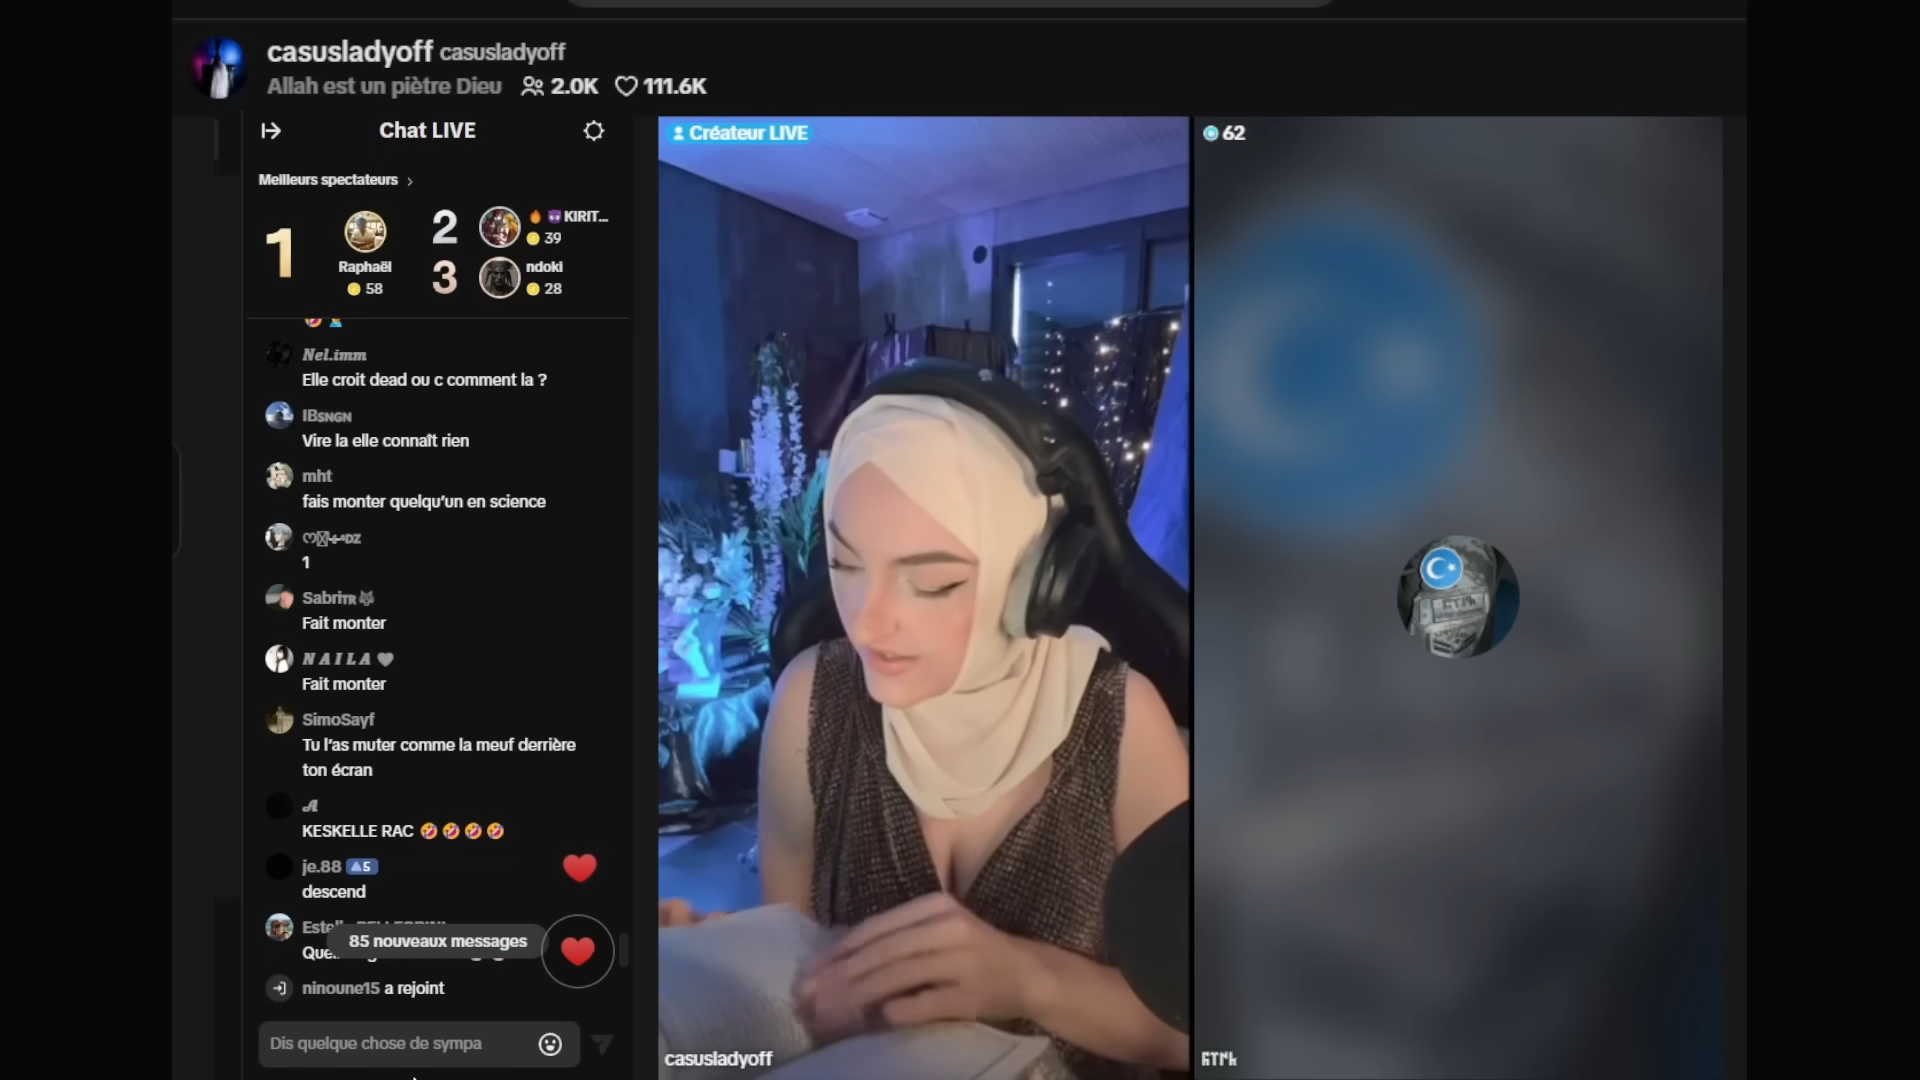 casusladyoff casusladyoff
Allah est un piètre Dieu 2.0K 111.6K
Chat LIVE
Meilleurs spectateurs
1
Raphaël
58
2
KIRIT...
39
3
ndoki
28
Nel.imm
Elle croit dead ou c comment la ?
IBSNGN
Vire la elle connaît rien
mht
fais monter quelqu'un en science
DZ
1
SabriTR
Fait monter
NAILA
Fait monter
SimoSayf
Tu l'as muter comme la meuf derrière
ton écran
A
KESKELLE RAC
je.88 5
descend
85 nouveaux messages
ninoune15 a rejoint
Dis quelque chose de sympa
Créateur LIVE
casusladyoff
62